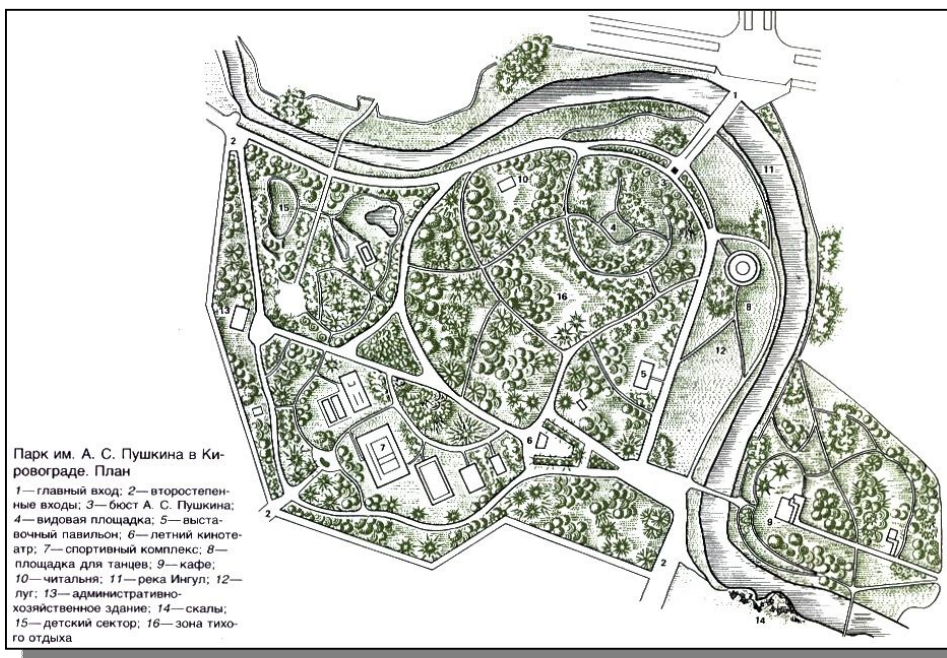 1
2
10
15
3
11
4
16
8
13
12
5
6
7
9
2
2
14
Парк им. А. С. Пушкина в Ки-
ровограде. План
1—главный вход; 2—второстепен-
ные входы; 3—бюст А. С. Пушкина;
4—видовая площадка; 5—выста-
вочный павильон; 6—летний киноте-
атр; 7—спортивный комплекс; 8—
площадка для танцев; 9—кафе;
10—читальня; 11—река Ингул; 12—
луг; 13—административно-
хозяйственное здание; 14—скалы;
15—детский сектор; 16—зона тихо-
го отдыха